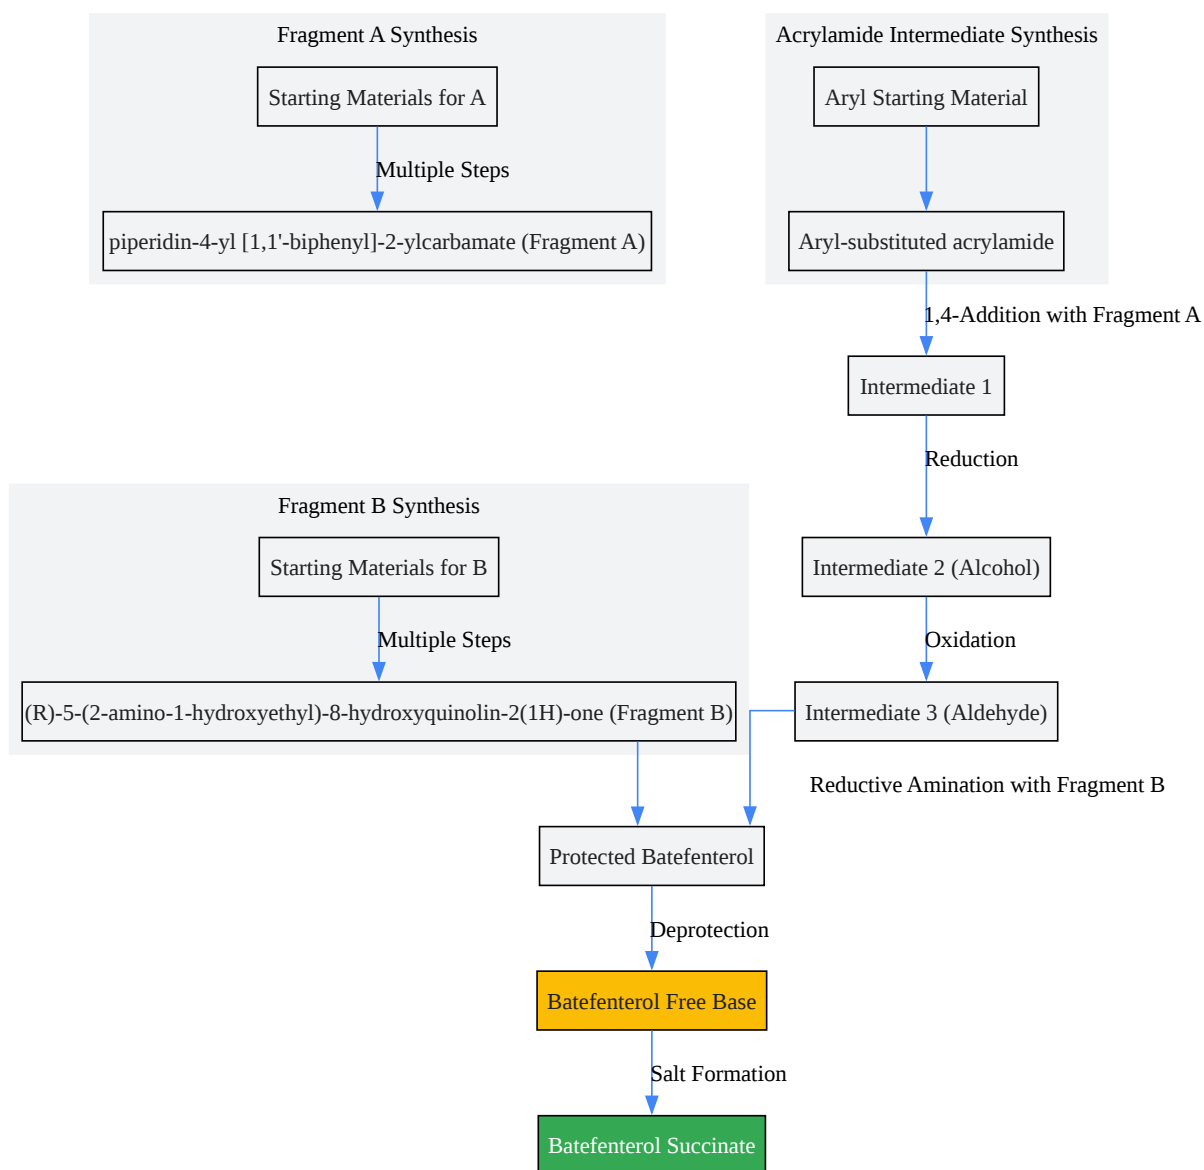 Fragment A Synthesis
Starting Materials for A
Multiple Steps
piperidin-4-yl [1,1'-biphenyl]-2-ylcarbamate (Fragment A)
Acrylamide Intermediate Synthesis
Aryl Starting Material
Aryl-substituted acrylamide
1,4-Addition with Fragment A
Intermediate 1
Reduction
Intermediate 2 (Alcohol)
Oxidation
Intermediate 3 (Aldehyde)
Fragment B Synthesis
Starting Materials for B
Multiple Steps
(R)-5-(2-amino-1-hydroxyethyl)-8-hydroxyquinolin-2(1H)-one (Fragment B)
Reductive Amination with Fragment B
Protected Batefenterol
Deprotection
Batefenterol Free Base
Salt Formation
Batefenterol Succinate